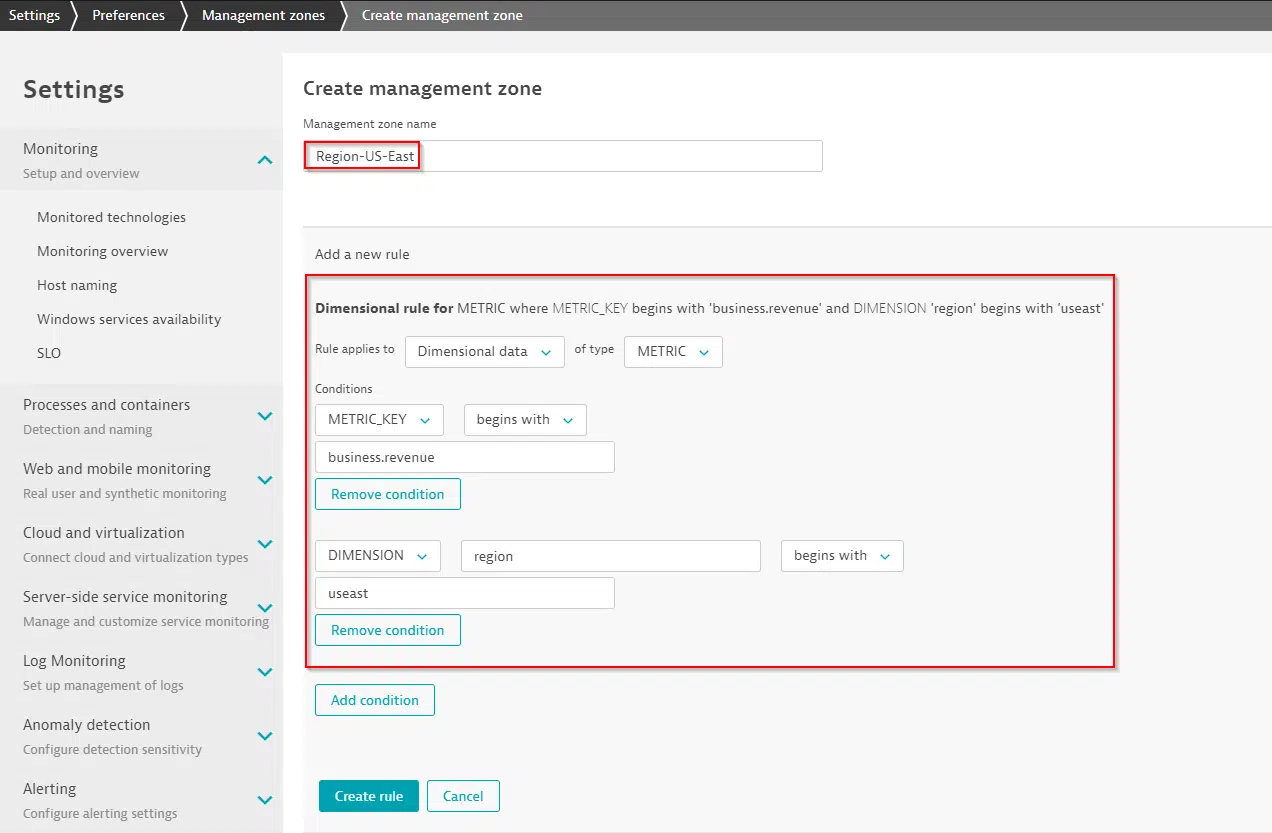 Settings Preferences Management zones Create management zone
Settings
Monitoring
Setup and overview
Monitored technologies
Monitoring overview
Host naming
Windows services availability
SLO
Processes and containers
Detection and naming
Web and mobile monitoring
Real user and synthetic monitoring
Cloud and virtualization
Connect cloud and virtualization types
Server-side service monitoring
Manage and customize service monitoring
Log Monitoring
Set up management of logs
Anomaly detection
Configure detection sensitivity
Alerting
Configure alerting settings
Create management zone
Management zone name
Region-US-East
Add a new rule
Dimensional rule for METRIC where METRIC_KEY begins with 'business.revenue' and DIMENSION 'region' begins with 'useast'
Rule applies to Dimensional data of type METRIC
Conditions
METRIC_KEY begins with
business.revenue
Remove condition
DIMENSION region begins with
useast
Remove condition
Add condition
Create rule Cancel